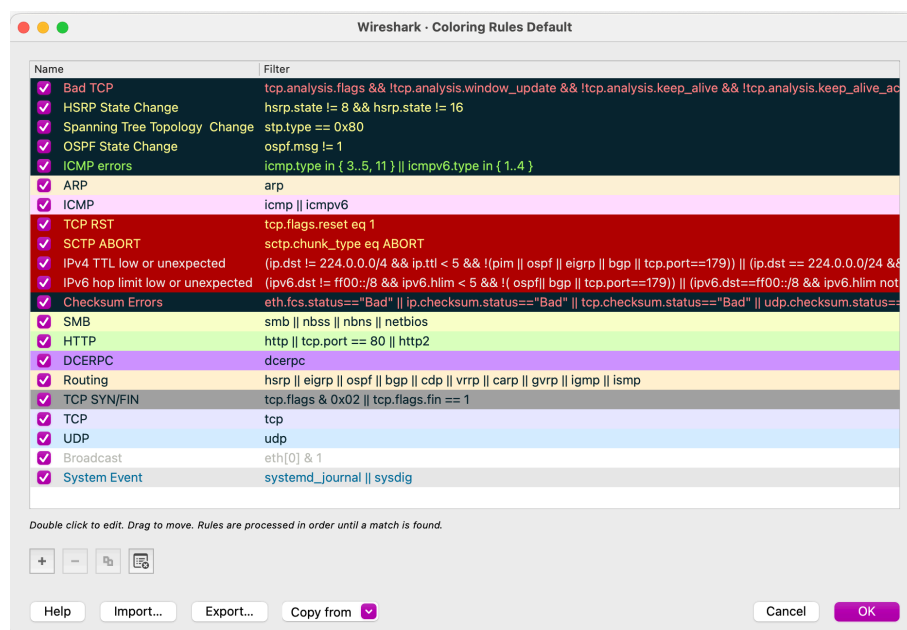 Wireshark · Coloring Rules Default
Name Filter
Bad TCP tcp.analysis.flags && !tcp.analysis.window_update && !tcp.analysis.keep_alive && !tcp.analysis.keep_alive_ac
HSRP State Change hsrp.state != 8 && hsrp.state != 16
Spanning Tree Topology  Change stp.type == 0x80
OSPF State Change ospf.msg != 1
ICMP errors icmp.type in { 3..5, 11 } || icmpv6.type in { 1..4 }
ARP arp
ICMP icmp || icmpv6
TCP RST tcp.flags.reset eq 1
SCTP ABORT sctp.chunk_type eq ABORT
IPv4 TTL low or unexpected (ip.dst != 224.0.0.0/4 && ip.ttl < 5 && !(pim || ospf || eigrp || bgp || tcp.port==179)) || (ip.dst == 224.0.0.0/24 &&
IPv6 hop limit low or unexpected (ipv6.dst != ff00::/8 && ipv6.hlim < 5 && !( ospf|| bgp || tcp.port==179)) || (ipv6.dst==ff00::/8 && ipv6.hlim not
Checksum Errors eth.fcs.status=="Bad" || ip.checksum.status=="Bad" || tcp.checksum.status=="Bad" || udp.checksum.status==
SMB smb || nbss || nbns || netbios
HTTP http || tcp.port == 80 || http2
DCERPC dcerpc
Routing hsrp || eigrp || ospf || bgp || cdp || vrrp || carp || gvrp || igmp || ismp
TCP SYN/FIN tcp.flags & 0x02 || tcp.flags.fin == 1
TCP tcp
UDP udp
Broadcast eth[0] & 1
System Event systemd_journal || sysdig
Double click to edit. Drag to move. Rules are processed in order until a match is found.
Help Import... Export... Copy from Cancel OK